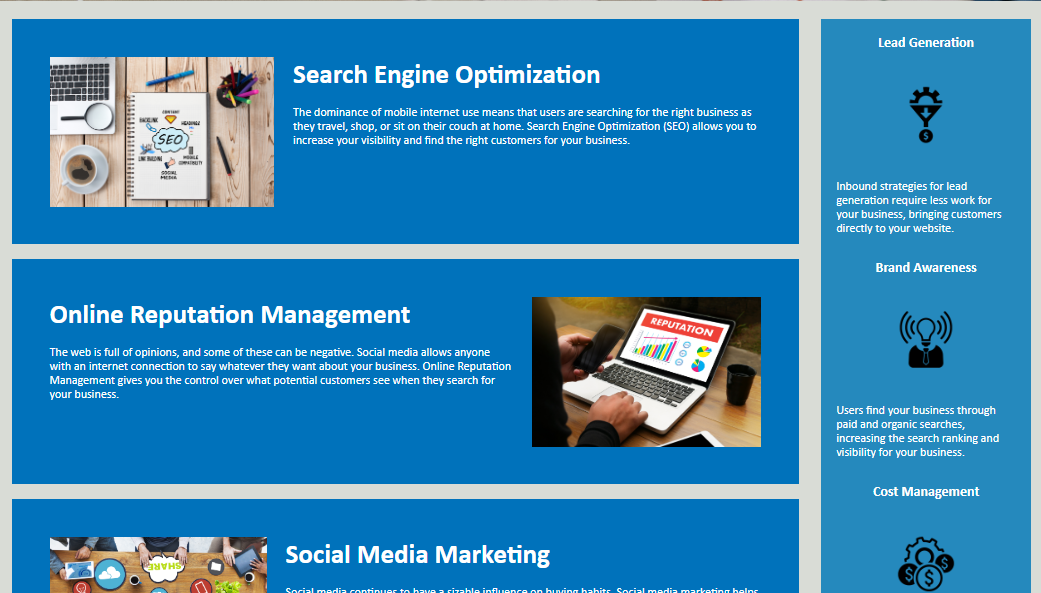 Search Engine Optimization
The dominance of mobile internet use means that users are searching for the right business as
they travel, shop, or sit on their couch at home. Search Engine Optimization (SEO) allows you to
increase your visibility and find the right customers for your business.
CONTENT
BACKLINK
HEADINGS
SEO
LINK BUILDING
MOBILE
COMPATIBILITY
SOCIAL
MEDIA
Online Reputation Management
The web is full of opinions, and some of these can be negative. Social media allows anyone
with an internet connection to say whatever they want about your business. Online Reputation
Management gives you the control over what potential customers see when they search for
your business.
REPUTATION
Social Media Marketing
Social media continues to have a sizable influence on buying habits. Social media marketing helps
SHARE
Lead Generation
$
Inbound strategies for lead
generation require less work for
your business, bringing customers
directly to your website.
Brand Awareness
Users find your business through
paid and organic searches,
increasing the search ranking and
visibility for your business.
Cost Management
$ $ $